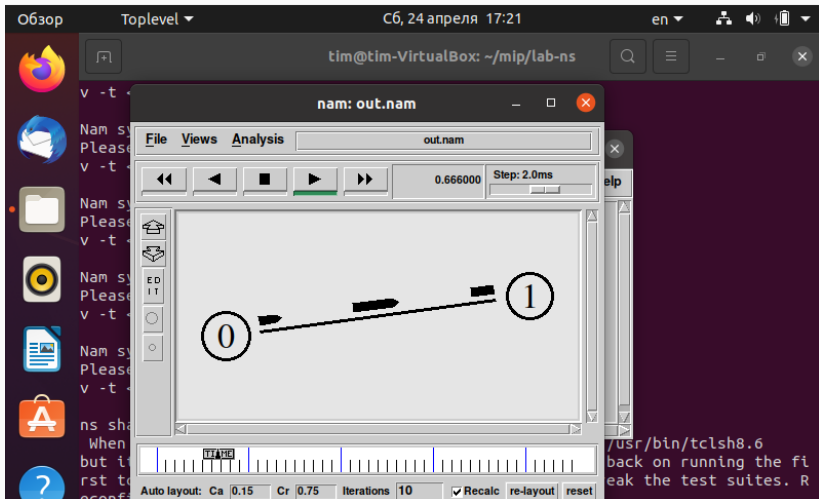 Обзор Toplevel Сб, 24 апреля 17:21 en
tim@tim-VirtualBox: ~/mip/lab-ns
v -t <
nam: out.nam
Nam sy
File Views Analysis out.nam
Please
v -t <
0.666000 Step: 2.0ms
elp
Nam sy
Please
v -t <
ED
IT
Nam sy
Please
v -t <
0 1
Nam sy
Please
v -t <
ns sha
When /usr/bin/tclsh8.6
TIME
but it back on running the fi
rst to eak the test suites. R
Auto layout: Ca 0.15 Cr 0.75 Iterations 10 Recalc re-layout reset